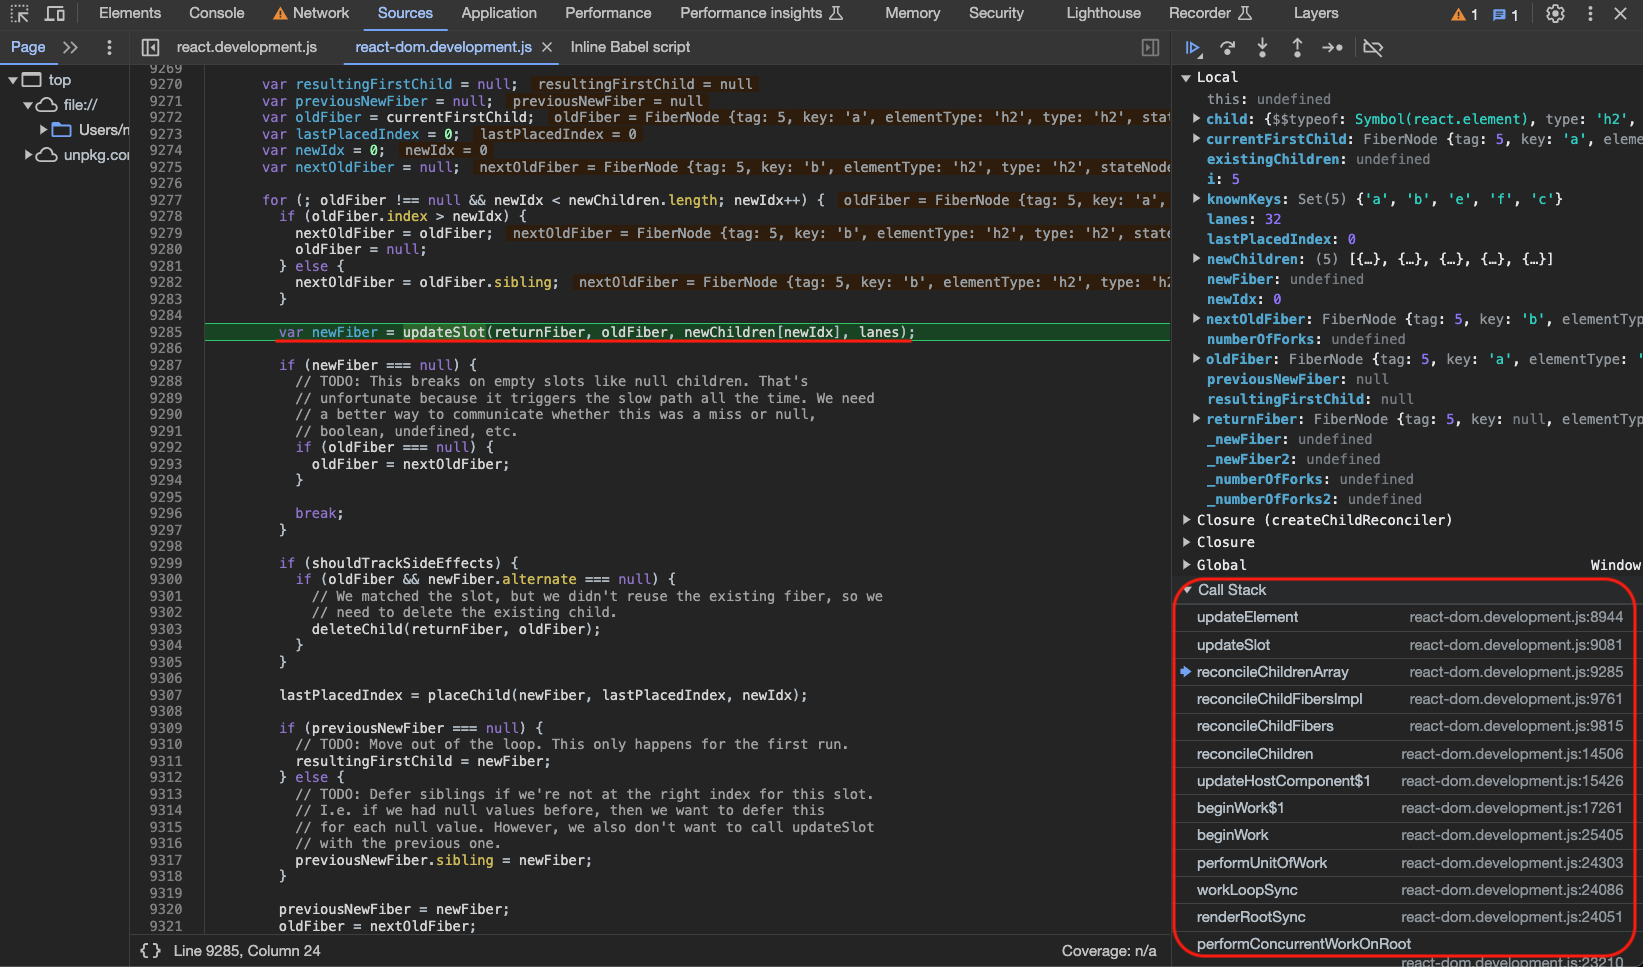 Elements Console Network Sources Application Performance Performance insights Memory Security Lighthouse Recorder Layers 1 1
Page react.development.js react-dom.development.js Inline Babel script
top
file://
Users/
unpkg.co
9269
9270 var resultingFirstChild = null; resultingFirstChild = null
9271 var previousNewFiber = null; previousNewFiber = null
9272 var oldFiber = currentFirstChild; oldFiber = FiberNode {tag: 5, key: 'a', elementType: 'h2', type: 'h2', sta
9273 var lastPlacedIndex = 0; lastPlacedIndex = 0
9274 var newIdx = 0; newIdx = 0
9275 var nextOldFiber = null; nextOldFiber = FiberNode {tag: 5, key: 'b', elementType: 'h2', type: 'h2', stateNode
9276
9277 for (; oldFiber !== null && newIdx < newChildren.length; newIdx++) { oldFiber = FiberNode {tag: 5, key: 'a',
9278 if (oldFiber.index > newIdx) {
9279 nextOldFiber = oldFiber; nextOldFiber = FiberNode {tag: 5, key: 'b', elementType: 'h2', type: 'h2', state
9280 oldFiber = null;
9281 } else {
9282 nextOldFiber = oldFiber.sibling; nextOldFiber = FiberNode {tag: 5, key: 'b', elementType: 'h2', type: 'h2
9283 }
9284
9285 var newFiber = updateSlot(returnFiber, oldFiber, newChildren[newIdx], lanes);
9286
9287 if (newFiber === null) {
9288 // TODO: This breaks on empty slots like null children. That's
9289 // unfortunate because it triggers the slow path all the time. We need
9290 // a better way to communicate whether this was a miss or null,
9291 // boolean, undefined, etc.
9292 if (oldFiber === null) {
9293 oldFiber = nextOldFiber;
9294 }
9295
9296 break;
9297 }
9298
9299 if (shouldTrackSideEffects) {
9300 if (oldFiber && newFiber.alternate === null) {
9301 // We matched the slot, but we didn't reuse the existing fiber, so we
9302 // need to delete the existing child.
9303 deleteChild(returnFiber, oldFiber);
9304 }
9305 }
9306
9307 lastPlacedIndex = placeChild(newFiber, lastPlacedIndex, newIdx);
9308
9309 if (previousNewFiber === null) {
9310 // TODO: Move out of the loop. This only happens for the first run.
9311 resultingFirstChild = newFiber;
9312 } else {
9313 // TODO: Defer siblings if we're not at the right index for this slot.
9314 // I.e. if we had null values before, then we want to defer this
9315 // for each null value. However, we also don't want to call updateSlot
9316 // with the previous one.
9317 previousNewFiber.sibling = newFiber;
9318 }
9319
9320 previousNewFiber = newFiber;
9321 oldFiber = nextOldFiber;
{} Line 9285, Column 24 Coverage: n/a
Local
this: undefined
child: {$$typeof: Symbol(react.element), type: 'h2',
currentFirstChild: FiberNode {tag: 5, key: 'a', eleme
existingChildren: undefined
i: 5
knownKeys: Set(5) {'a', 'b', 'e', 'f', 'c'}
lanes: 32
lastPlacedIndex: 0
newChildren: (5) [{…}, {…}, {…}, {…}, {…}]
newFiber: undefined
newIdx: 0
nextOldFiber: FiberNode {tag: 5, key: 'b', elementTyp
numberOfForks: undefined
oldFiber: FiberNode {tag: 5, key: 'a', elementType: '
previousNewFiber: null
resultingFirstChild: null
returnFiber: FiberNode {tag: 5, key: null, elementTyp
_newFiber: undefined
_newFiber2: undefined
_numberOfForks: undefined
_numberOfForks2: undefined
Closure (createChildReconciler)
Closure
Global Window
Call Stack
updateElement react-dom.development.js:8944
updateSlot react-dom.development.js:9081
reconcileChildrenArray react-dom.development.js:9285
reconcileChildFibersImpl react-dom.development.js:9761
reconcileChildFibers react-dom.development.js:9815
reconcileChildren react-dom.development.js:14506
updateHostComponent$1 react-dom.development.js:15426
beginWork$1 react-dom.development.js:17261
beginWork react-dom.development.js:25405
performUnitOfWork react-dom.development.js:24303
workLoopSync react-dom.development.js:24086
renderRootSync react-dom.development.js:24051
performConcurrentWorkOnRoot
react-dom.development.js:23210